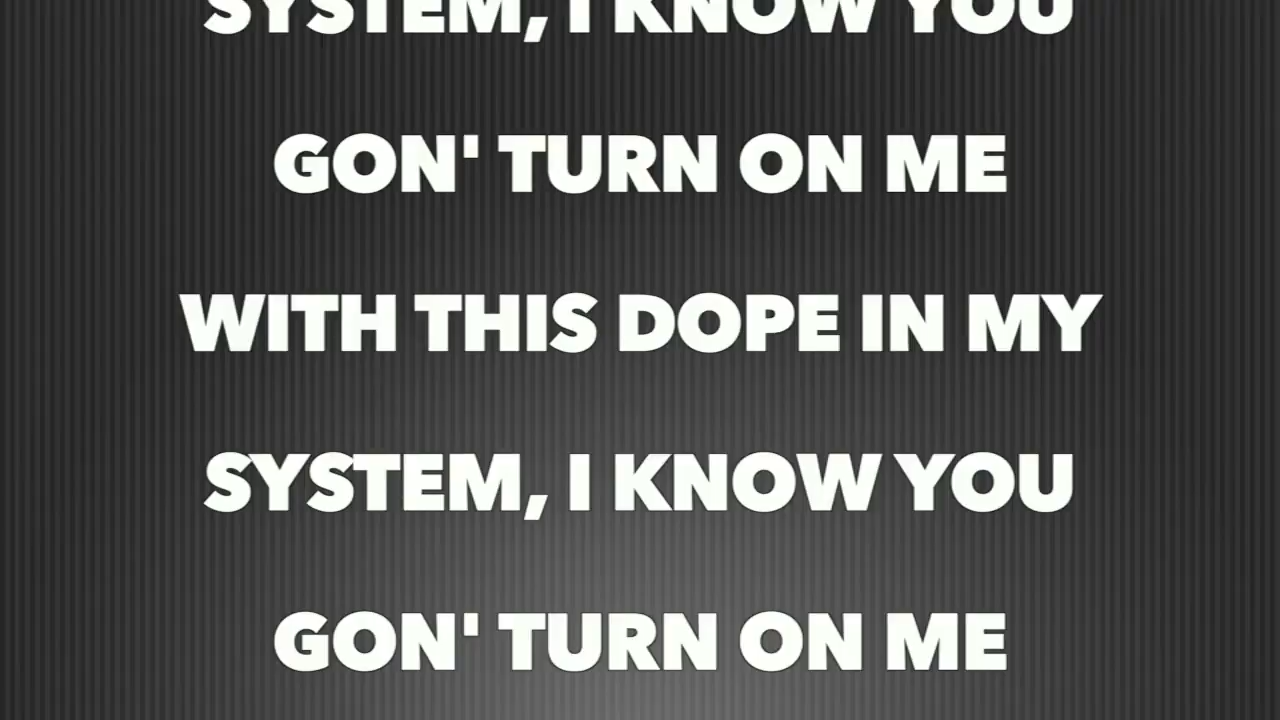 SYSTEM, I KNOW YOU
GON' TURN ON ME
WITH THIS DOPE IN MY
SYSTEM, I KNOW YOU
GON' TURN ON ME